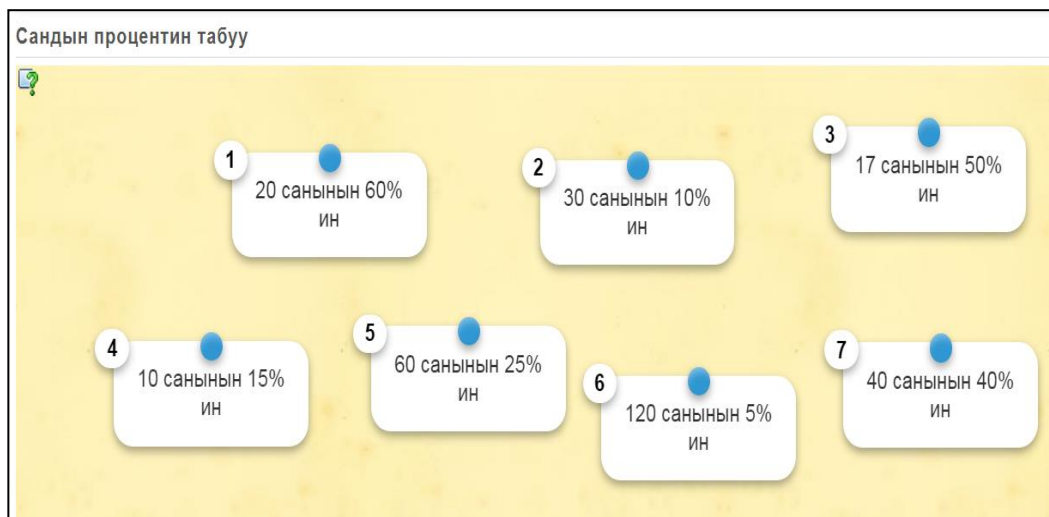 Сандын процентин табуу
1
20 санынын 60%
ин
2
30 санынын 10%
ин
3
17 санынын 50%
ин
4
10 санынын 15%
ин
5
60 санынын 25%
ин
6
120 санынын 5%
ин
7
40 санынын 40%
ин